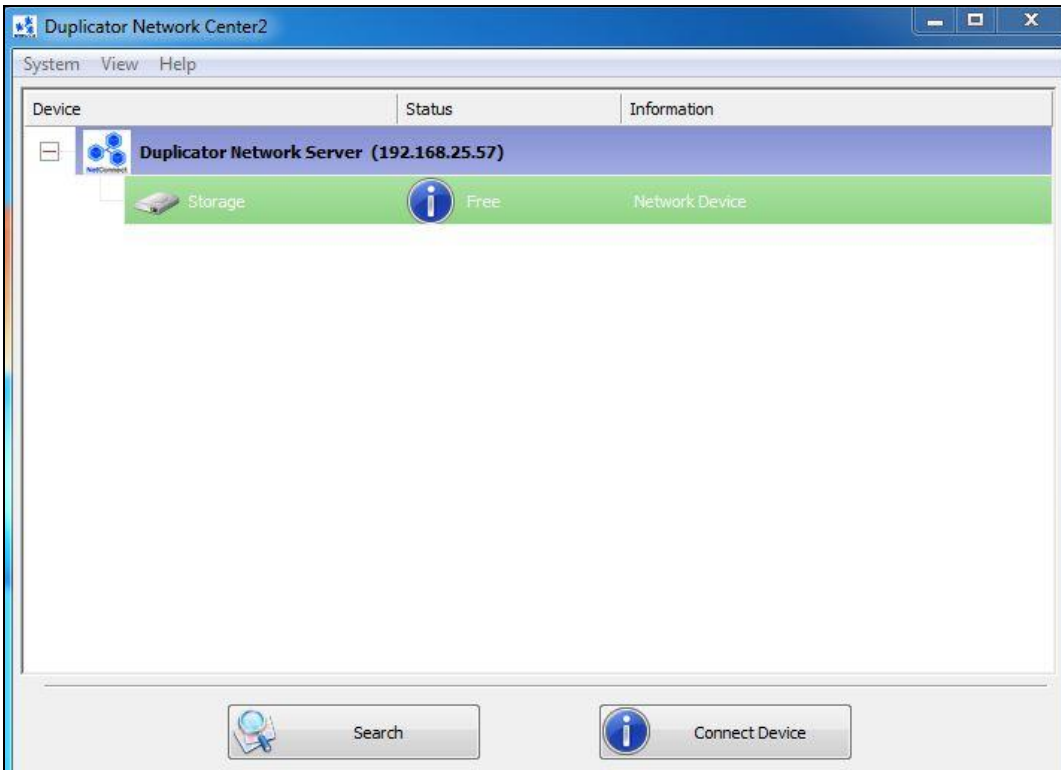 Duplicator Network Center2
System View Help
Device Status Information
NetConnect
Duplicator Network Server (192.168.25.57)
Storage Free Network Device
Search Connect Device